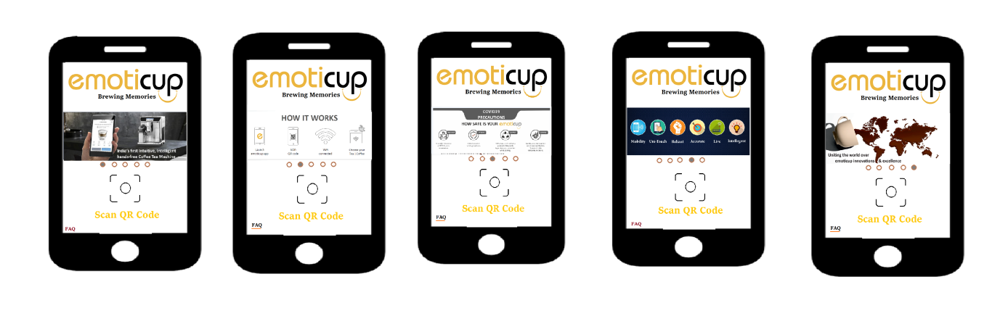 emoticup
Brewing Memories
India's first intuitive, intelligent
hands-free Coffee Tea Machine
Scan QR Code
FAQ
emoticup
Brewing Memories
HOW IT WORKS
Launch
emoticup app
scan
QR code
WiFi
connected
choose your
Tea / Coffee
Scan QR Code
FAQ
emoticup
Brewing Memories
COVID19
PRECAUTIONS
HOW SAFE IS YOUR emoticup
Scan QR Code
FAQ
emoticup
Brewing Memories
Mobility Uni-Touch Reliant Accurate Live Intellegent
Scan QR Code
FAQ
emoticup
Brewing Memories
Uniting the world over
emoticup innovations & excellence
Scan QR Code
FAQ